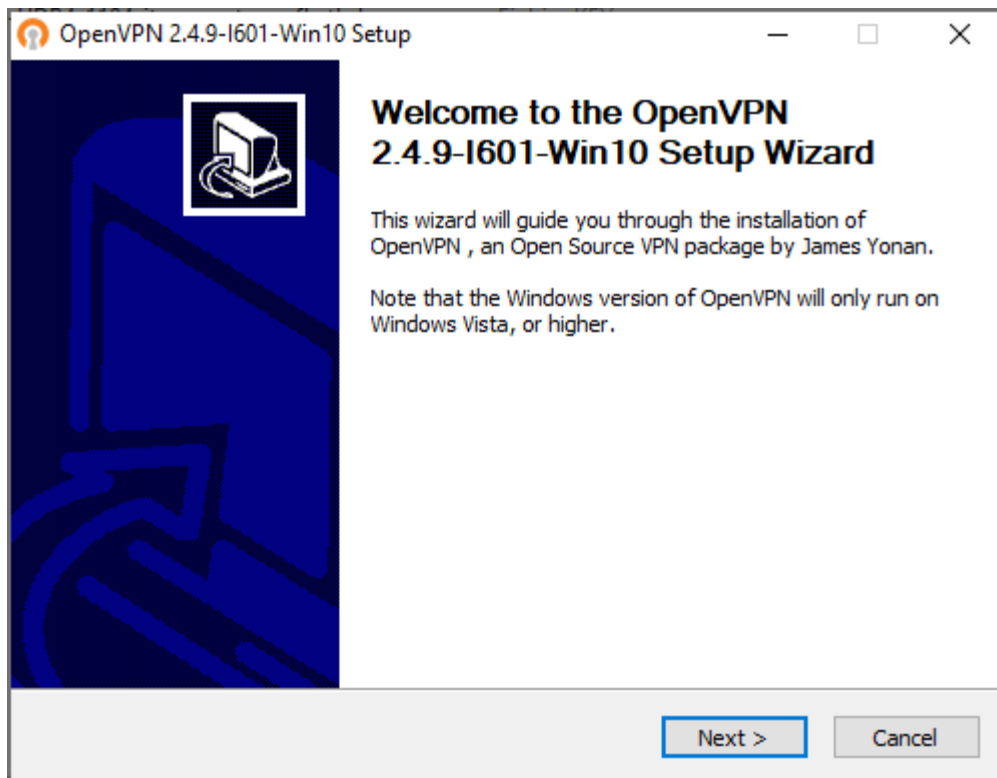 OpenVPN 2.4.9-I601-Win10 Setup
Welcome to the OpenVPN
2.4.9-I601-Win10 Setup Wizard
This wizard will guide you through the installation of
OpenVPN , an Open Source VPN package by James Yonan.
Note that the Windows version of OpenVPN will only run on
Windows Vista, or higher.
Next >
Cancel